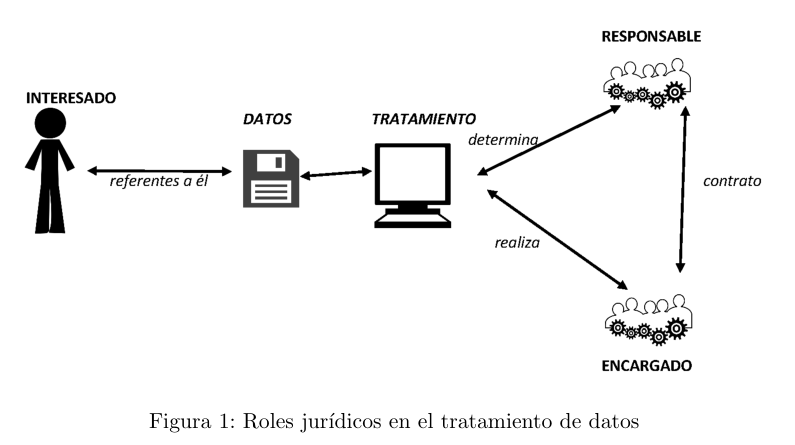 RESPONSABLE
INTERESADO
DATOS
TRATAMIENTO
determina
referentes a él
contrato
realiza
ENCARGADO
Figura 1: Roles jurídicos en el tratamiento de datos